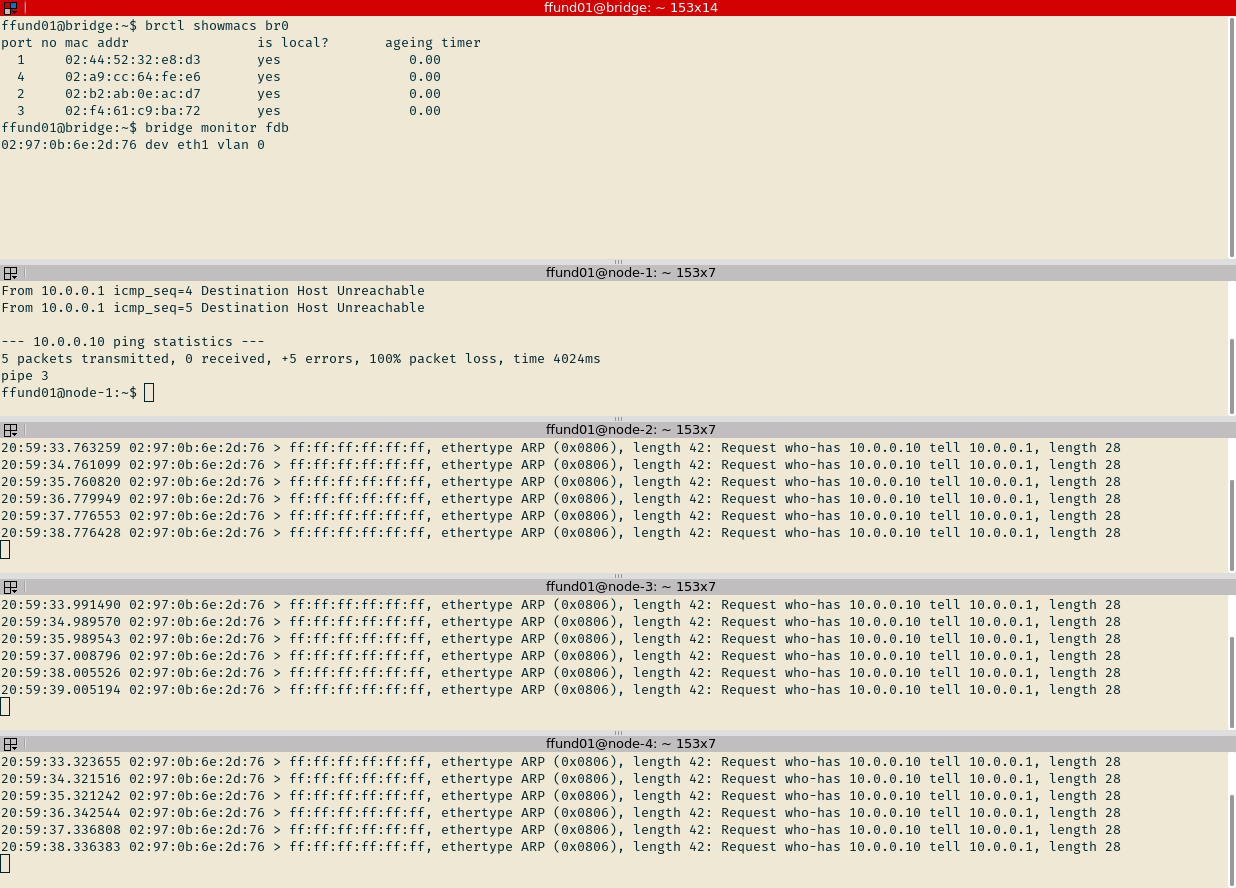 ffund01@bridge: ~ 153x14
ffund01@bridge:~$ brctl showmacs br0
port no mac addr                is local?       ageing timer
  1     02:44:52:32:e8:d3       yes                0.00
  4     02:a9:cc:64:fe:e6       yes                0.00
  2     02:b2:ab:0e:ac:d7       yes                0.00
  3     02:f4:61:c9:ba:72       yes                0.00
ffund01@bridge:~$ bridge monitor fdb
02:97:0b:6e:2d:76 dev eth1 vlan 0
ffund01@node-1: ~ 153x7
From 10.0.0.1 icmp_seq=4 Destination Host Unreachable
From 10.0.0.1 icmp_seq=5 Destination Host Unreachable
--- 10.0.0.10 ping statistics ---
5 packets transmitted, 0 received, +5 errors, 100% packet loss, time 4024ms
pipe 3
ffund01@node-1:~$
ffund01@node-2: ~ 153x7
20:59:33.763259 02:97:0b:6e:2d:76 > ff:ff:ff:ff:ff:ff, ethertype ARP (0x0806), length 42: Request who-has 10.0.0.10 tell 10.0.0.1, length 28
20:59:34.761099 02:97:0b:6e:2d:76 > ff:ff:ff:ff:ff:ff, ethertype ARP (0x0806), length 42: Request who-has 10.0.0.10 tell 10.0.0.1, length 28
20:59:35.760820 02:97:0b:6e:2d:76 > ff:ff:ff:ff:ff:ff, ethertype ARP (0x0806), length 42: Request who-has 10.0.0.10 tell 10.0.0.1, length 28
20:59:36.779949 02:97:0b:6e:2d:76 > ff:ff:ff:ff:ff:ff, ethertype ARP (0x0806), length 42: Request who-has 10.0.0.10 tell 10.0.0.1, length 28
20:59:37.776553 02:97:0b:6e:2d:76 > ff:ff:ff:ff:ff:ff, ethertype ARP (0x0806), length 42: Request who-has 10.0.0.10 tell 10.0.0.1, length 28
20:59:38.776428 02:97:0b:6e:2d:76 > ff:ff:ff:ff:ff:ff, ethertype ARP (0x0806), length 42: Request who-has 10.0.0.10 tell 10.0.0.1, length 28
ffund01@node-3: ~ 153x7
20:59:33.991490 02:97:0b:6e:2d:76 > ff:ff:ff:ff:ff:ff, ethertype ARP (0x0806), length 42: Request who-has 10.0.0.10 tell 10.0.0.1, length 28
20:59:34.989570 02:97:0b:6e:2d:76 > ff:ff:ff:ff:ff:ff, ethertype ARP (0x0806), length 42: Request who-has 10.0.0.10 tell 10.0.0.1, length 28
20:59:35.989543 02:97:0b:6e:2d:76 > ff:ff:ff:ff:ff:ff, ethertype ARP (0x0806), length 42: Request who-has 10.0.0.10 tell 10.0.0.1, length 28
20:59:37.008796 02:97:0b:6e:2d:76 > ff:ff:ff:ff:ff:ff, ethertype ARP (0x0806), length 42: Request who-has 10.0.0.10 tell 10.0.0.1, length 28
20:59:38.005526 02:97:0b:6e:2d:76 > ff:ff:ff:ff:ff:ff, ethertype ARP (0x0806), length 42: Request who-has 10.0.0.10 tell 10.0.0.1, length 28
20:59:39.005194 02:97:0b:6e:2d:76 > ff:ff:ff:ff:ff:ff, ethertype ARP (0x0806), length 42: Request who-has 10.0.0.10 tell 10.0.0.1, length 28
ffund01@node-4: ~ 153x7
20:59:33.323655 02:97:0b:6e:2d:76 > ff:ff:ff:ff:ff:ff, ethertype ARP (0x0806), length 42: Request who-has 10.0.0.10 tell 10.0.0.1, length 28
20:59:34.321516 02:97:0b:6e:2d:76 > ff:ff:ff:ff:ff:ff, ethertype ARP (0x0806), length 42: Request who-has 10.0.0.10 tell 10.0.0.1, length 28
20:59:35.321242 02:97:0b:6e:2d:76 > ff:ff:ff:ff:ff:ff, ethertype ARP (0x0806), length 42: Request who-has 10.0.0.10 tell 10.0.0.1, length 28
20:59:36.342544 02:97:0b:6e:2d:76 > ff:ff:ff:ff:ff:ff, ethertype ARP (0x0806), length 42: Request who-has 10.0.0.10 tell 10.0.0.1, length 28
20:59:37.336808 02:97:0b:6e:2d:76 > ff:ff:ff:ff:ff:ff, ethertype ARP (0x0806), length 42: Request who-has 10.0.0.10 tell 10.0.0.1, length 28
20:59:38.336383 02:97:0b:6e:2d:76 > ff:ff:ff:ff:ff:ff, ethertype ARP (0x0806), length 42: Request who-has 10.0.0.10 tell 10.0.0.1, length 28